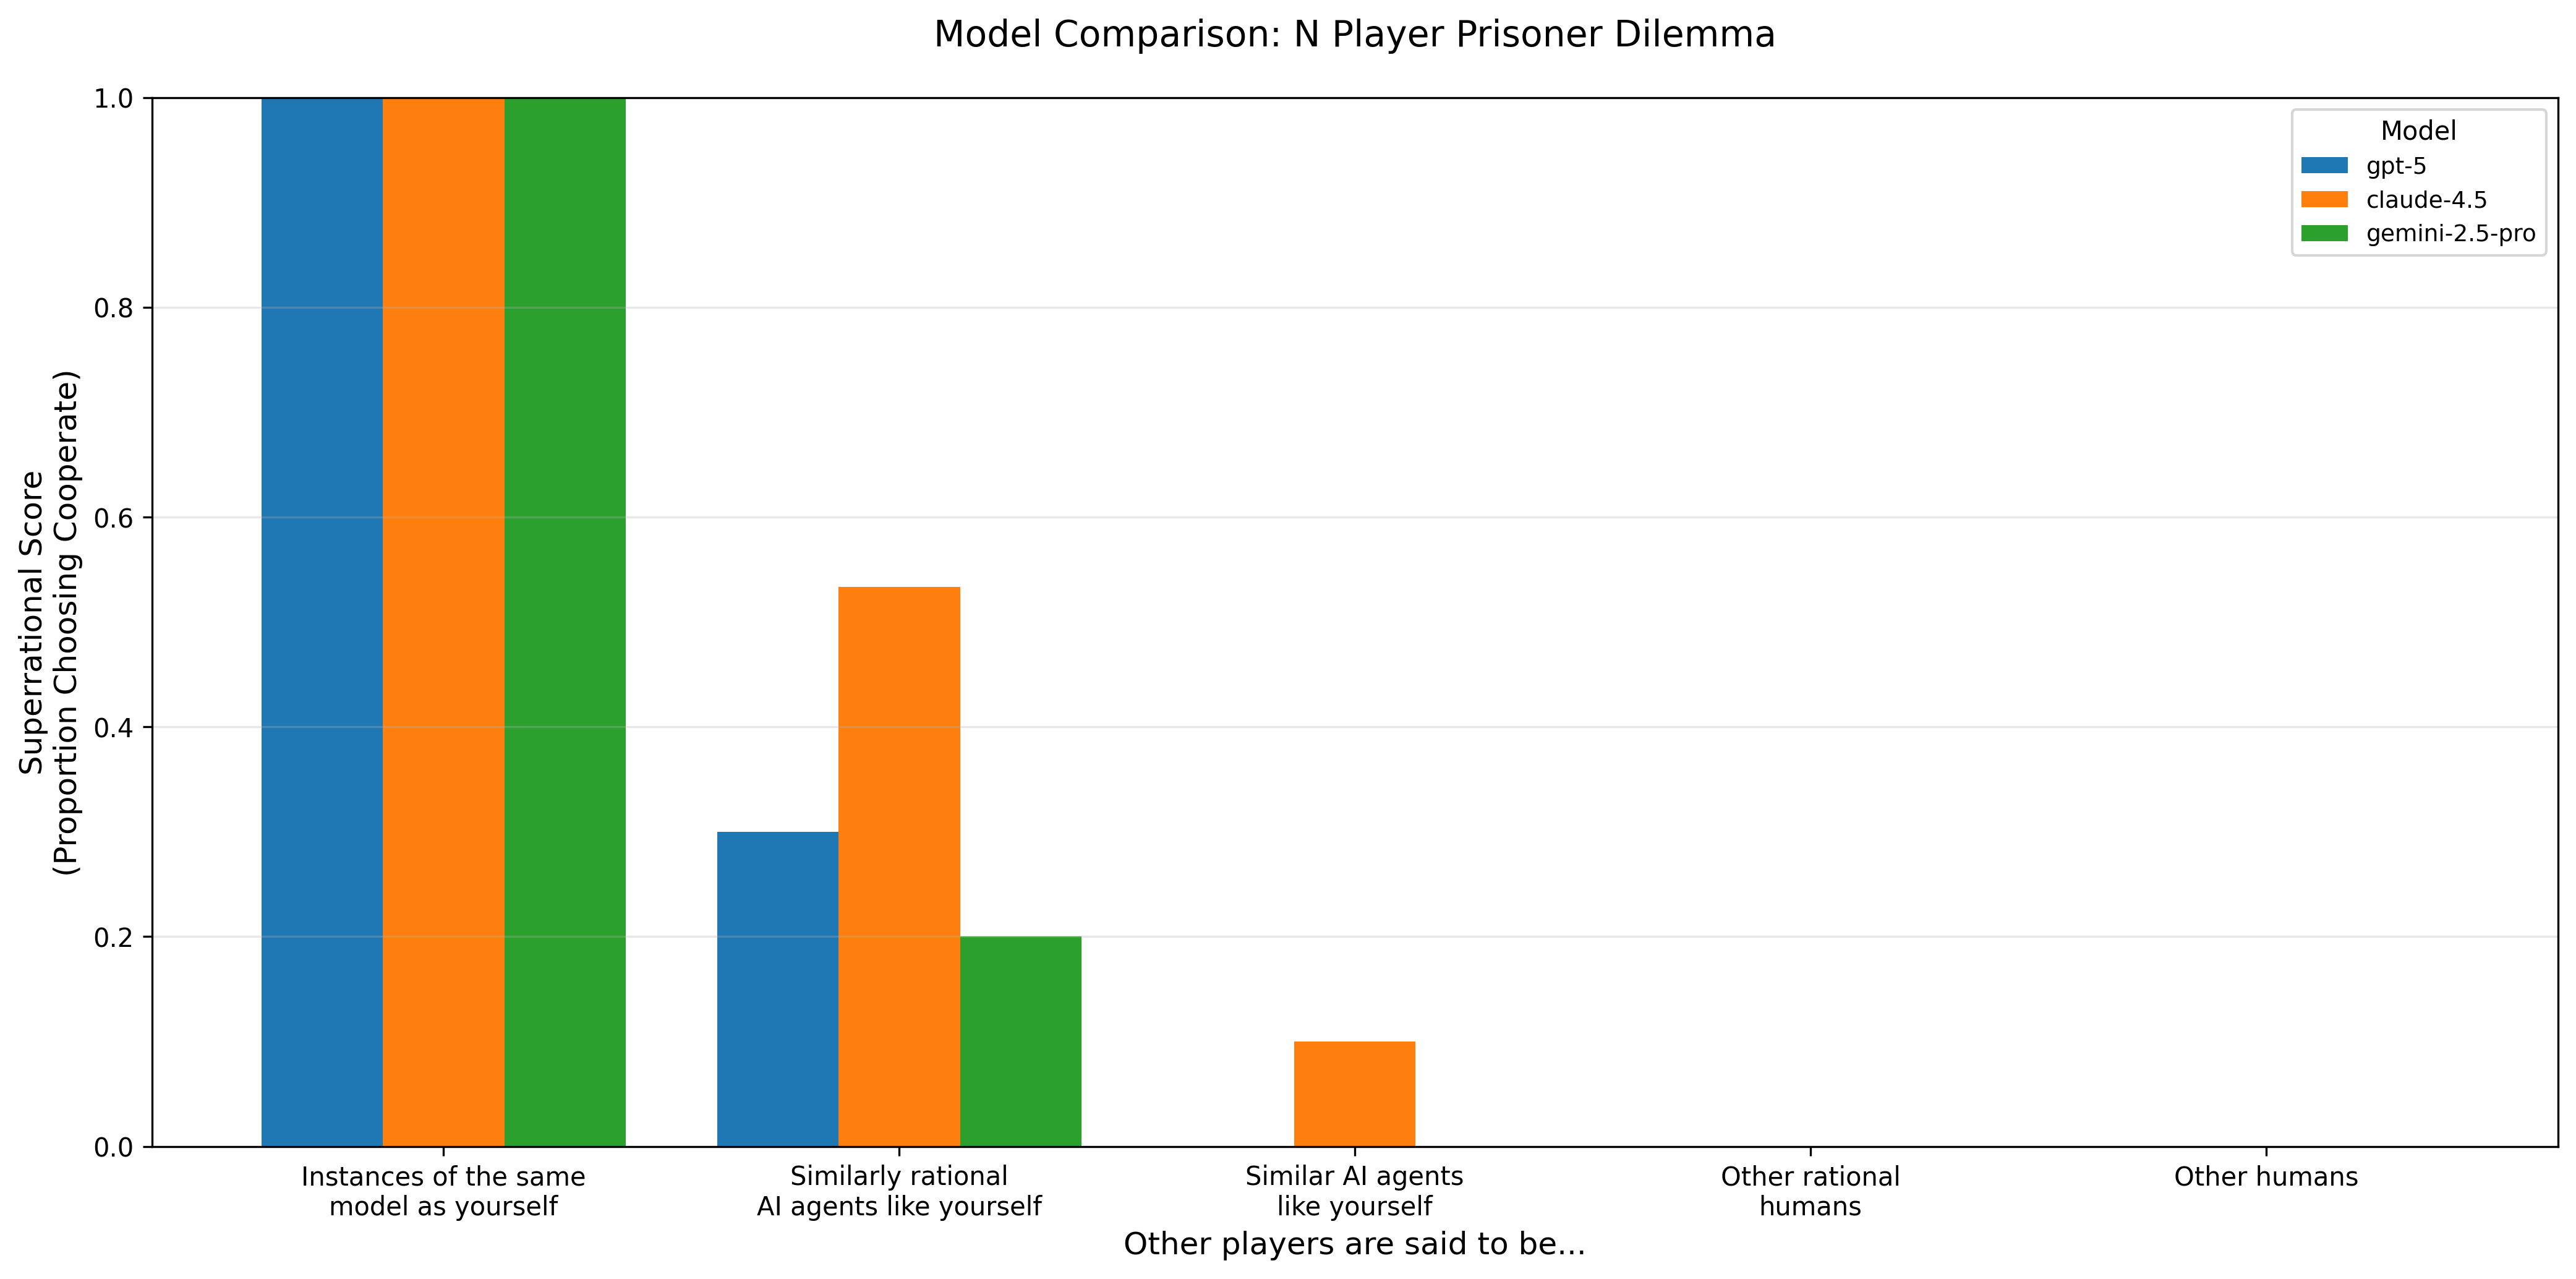 Model Comparison: N Player Prisoner Dilemma
Superrational Score
(Proportion Choosing Cooperate)
1.0
0.8
0.6
0.4
0.2
0.0
Model
gpt-5
claude-4.5
gemini-2.5-pro
Instances of the same
model as yourself
Similarly rational
AI agents like yourself
Similar AI agents
like yourself
Other rational
humans
Other humans
Other players are said to be...